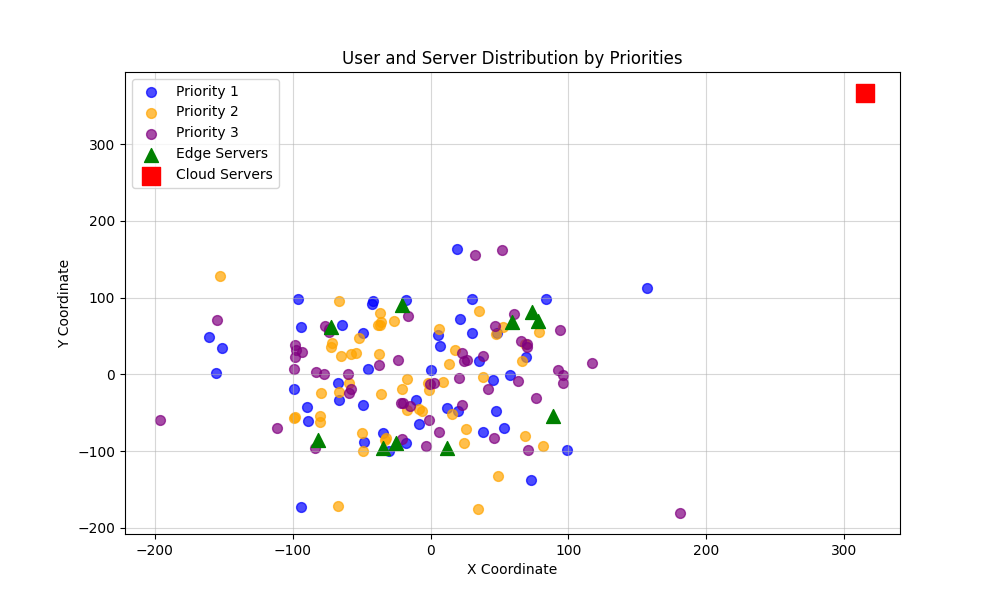 User and Server Distribution by Priorities
Priority 1
Priority 2
Priority 3
Edge Servers
Cloud Servers
Y Coordinate
300
200
100
0
−100
−200
−200
−100
0
100
200
300
X Coordinate